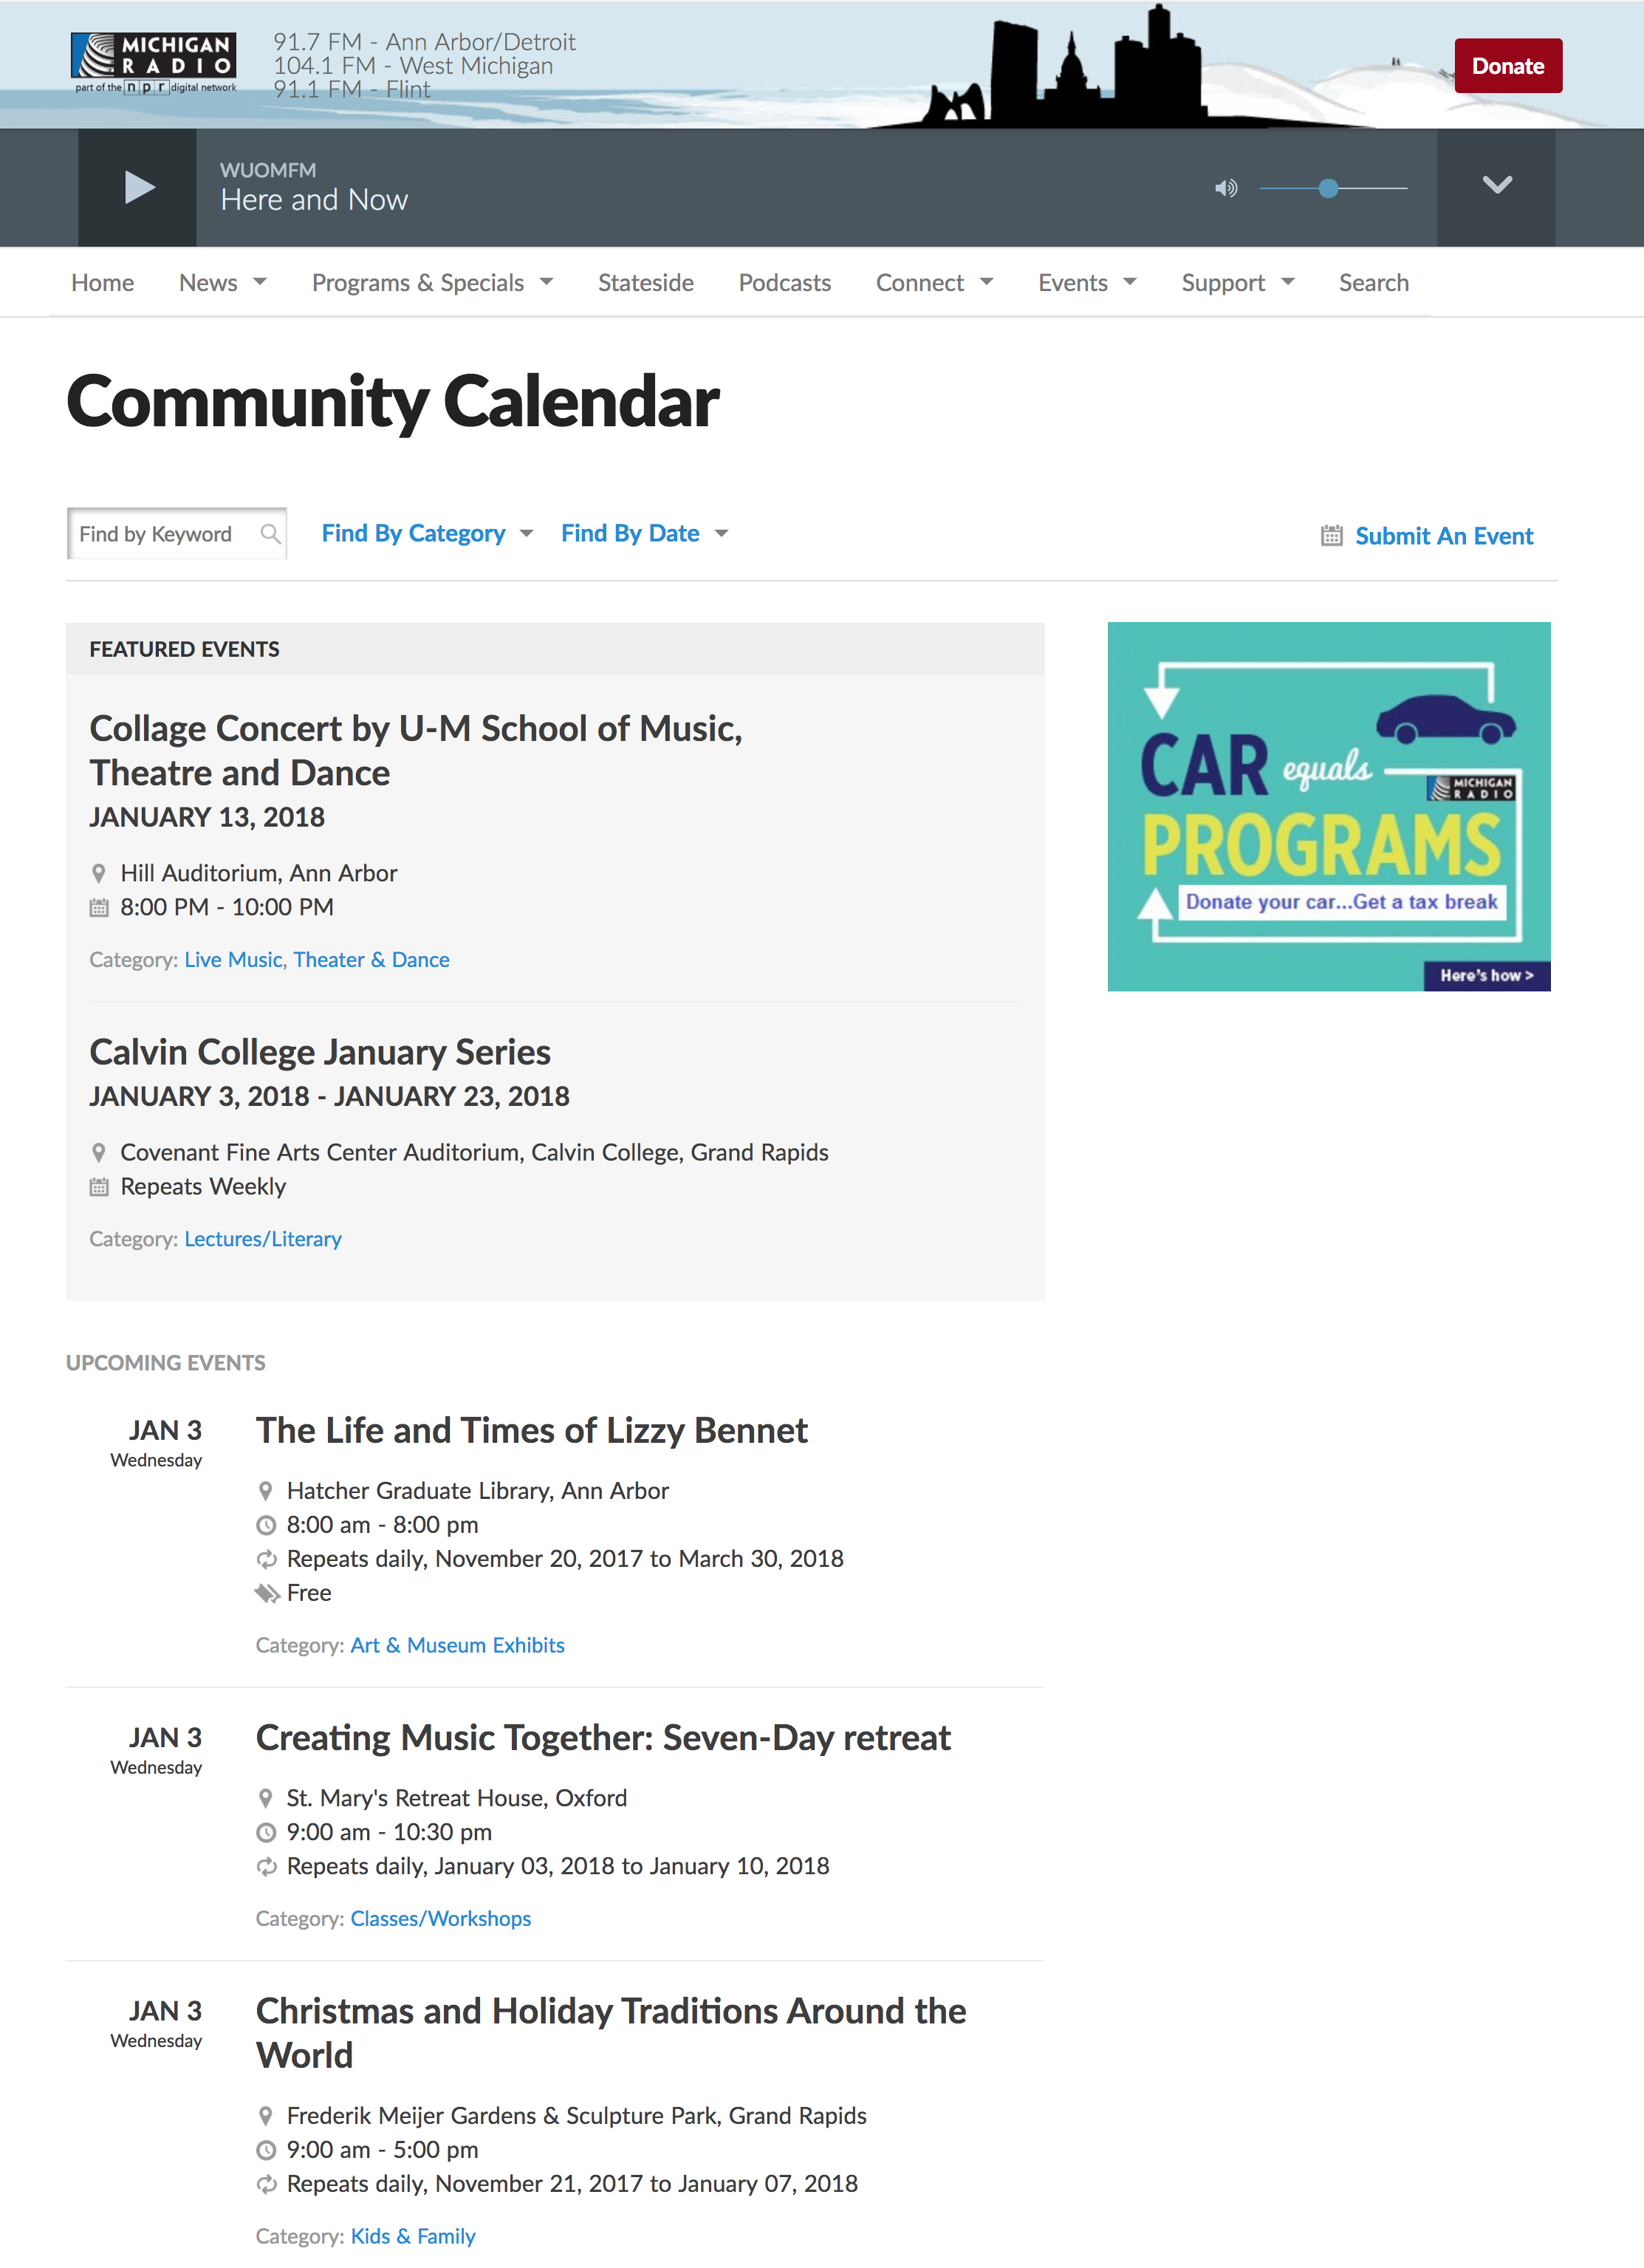 MICHIGAN
RADIO
part of the npr digital network
91.7 FM - Ann Arbor/Detroit
104.1 FM - West Michigan
91.1 FM - Flint
Donate
WUOMFM
Here and Now
Home News Programs & Specials Stateside Podcasts Connect Events Support Search
Community Calendar
Find by Keyword Find By Category Find By Date Submit An Event
FEATURED EVENTS
Collage Concert by U-M School of Music,
Theatre and Dance
JANUARY 13, 2018
Hill Auditorium, Ann Arbor
8:00 PM - 10:00 PM
Category: Live Music, Theater & Dance
Calvin College January Series
JANUARY 3, 2018 - JANUARY 23, 2018
Covenant Fine Arts Center Auditorium, Calvin College, Grand Rapids
Repeats Weekly
Category: Lectures/Literary
CAR equals
MICHIGAN
RADIO
PROGRAMS
Donate your car...Get a tax break
Here's how >
UPCOMING EVENTS
JAN 3
Wednesday
The Life and Times of Lizzy Bennet
Hatcher Graduate Library, Ann Arbor
8:00 am - 8:00 pm
Repeats daily, November 20, 2017 to March 30, 2018
Free
Category: Art & Museum Exhibits
JAN 3
Wednesday
Creating Music Together: Seven-Day retreat
St. Mary's Retreat House, Oxford
9:00 am - 10:30 pm
Repeats daily, January 03, 2018 to January 10, 2018
Category: Classes/Workshops
JAN 3
Wednesday
Christmas and Holiday Traditions Around the
World
Frederik Meijer Gardens & Sculpture Park, Grand Rapids
9:00 am - 5:00 pm
Repeats daily, November 21, 2017 to January 07, 2018
Category: Kids & Family